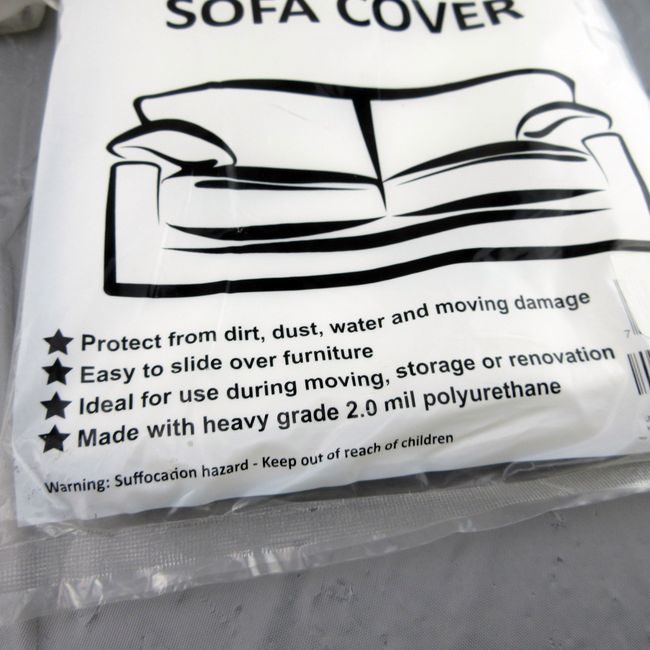 SOFA COVER
Protect from dirt, dust, water and moving damage
Easy to slide over furniture
Ideal for use during moving, storage or renovation
Made with heavy grade 2.0 mil polyurethane
Warning: Suffocation hazard - Keep out of reach of children
7